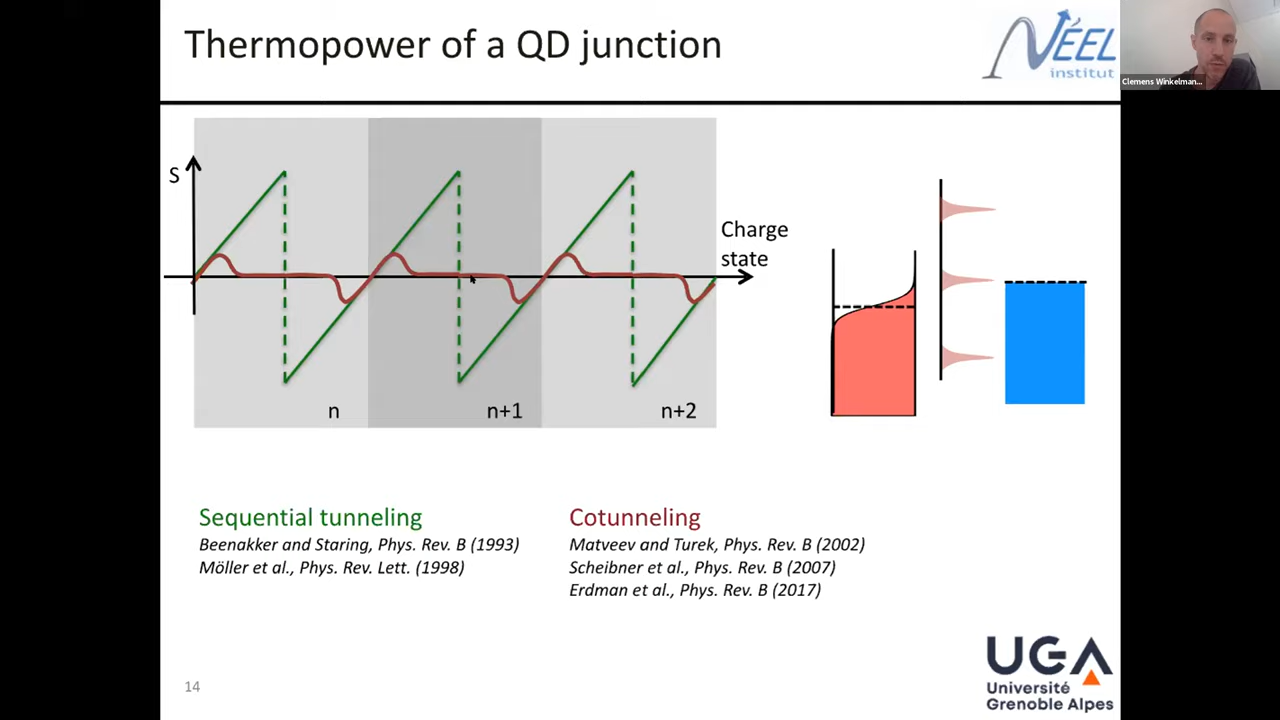 Thermopower of a QD junction
NÉEL
institut
Clemens Winkelman...
S
Charge
state
n
n+1
n+2
Sequential tunneling
Beenakker and Staring, Phys. Rev. B (1993)
Möller et al., Phys. Rev. Lett. (1998)
Cotunneling
Matveev and Turek, Phys. Rev. B (2002)
Scheibner et al., Phys. Rev. B (2007)
Erdman et al., Phys. Rev. B (2017)
14
UGA
Université
Grenoble Alpes